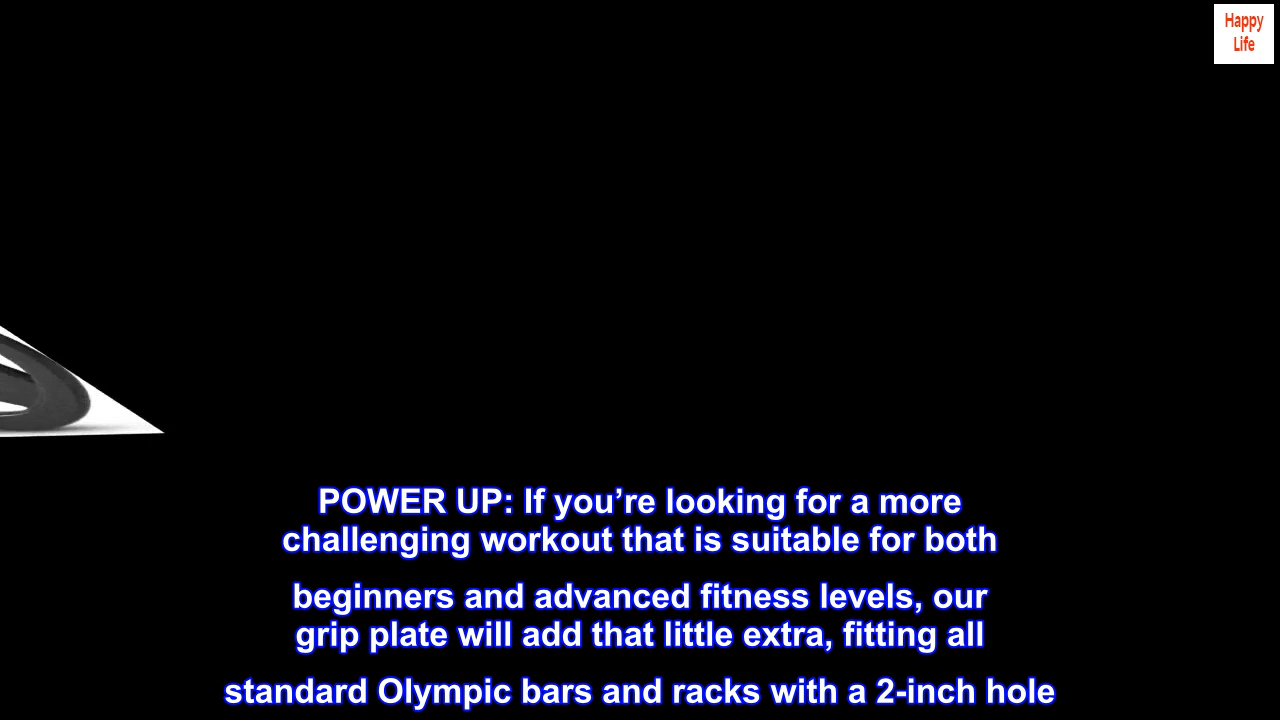 Happy
Life
POWER UP: If you’re looking for a more
challenging workout that is suitable for both
beginners and advanced fitness levels, our
grip plate will add that little extra, fitting all
standard Olympic bars and racks with a 2-inch hole